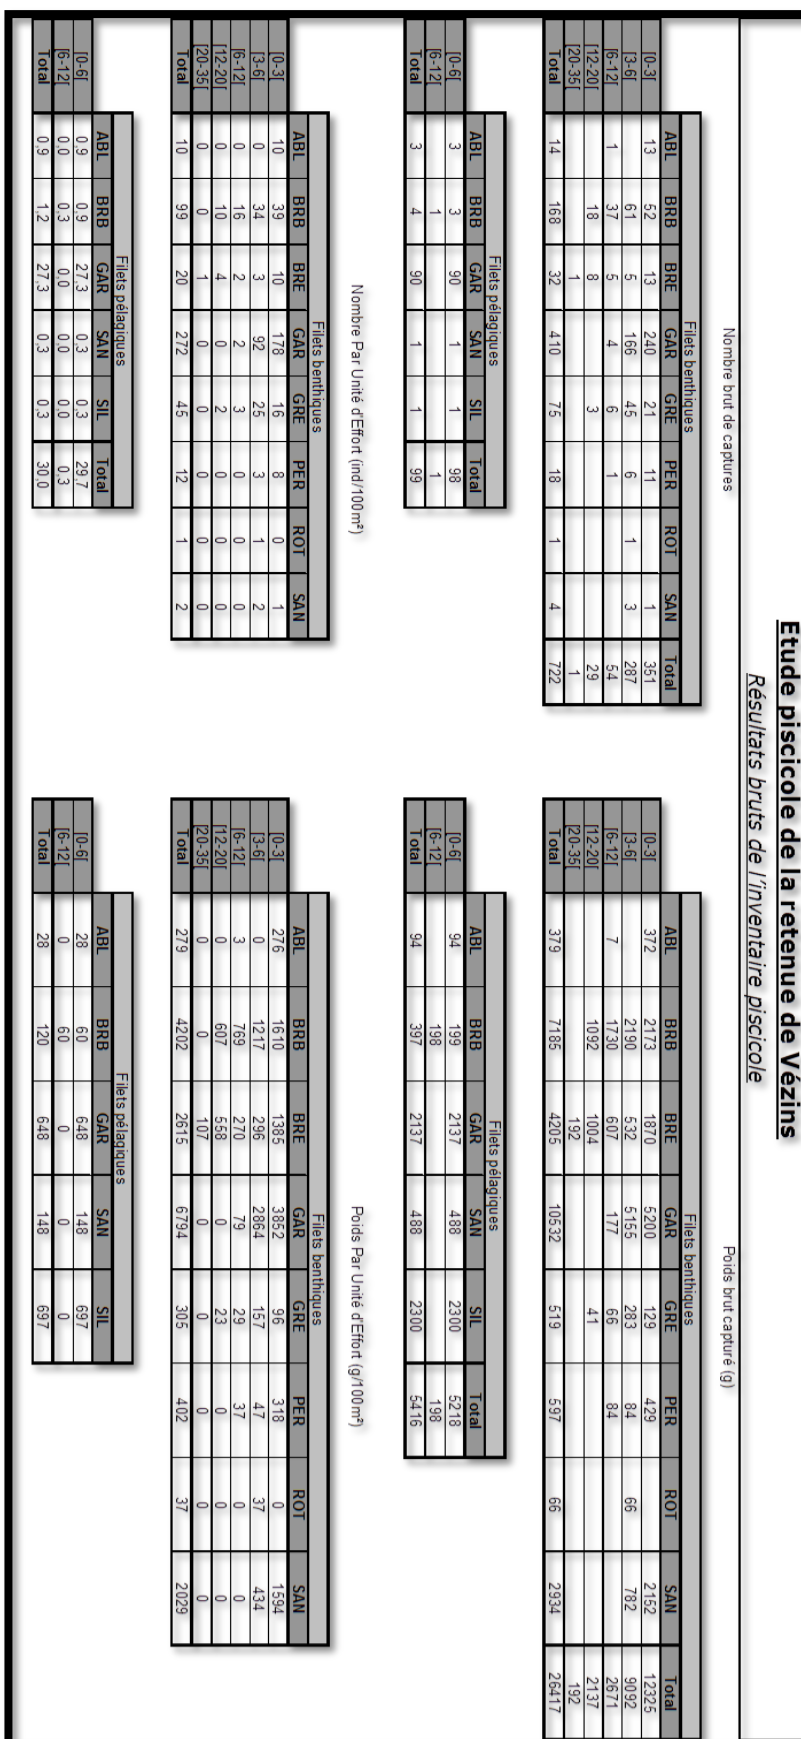 Etude piscicole de la retenue de Vézins
Résultats bruts de l'inventaire piscicole
Nombre brut de captures
Filets benthiques
ABL BRB BRE GAR GRE PER ROT SAN Total
[0-3[ 13 52 13 240 21 11 1 351
[3-6[ 61 5 166 45 6 1 3 287
[6-12[ 1 37 5 4 6 1 54
[12-20[ 18 8 3 29
[20-35[ 1 1
Total 14 168 32 410 75 18 1 4 722
Filets pélagiques
ABL BRB GAR SAN SIL Total
[0-6[ 3 3 90 1 1 98
[6-12[ 1 1
Total 3 4 90 1 1 99
Nombre Par Unité d'Effort (ind/100m²)
Filets benthiques
ABL BRB BRE GAR GRE PER ROT SAN
[0-3[ 10 39 10 178 16 8 0 1
[3-6[ 0 34 3 92 25 3 1 2
[6-12[ 0 16 2 2 3 0 0 0
[12-20[ 0 10 4 0 2 0 0 0
[20-35[ 0 0 1 0 0 0 0 0
Total 10 99 20 272 45 12 1 2
Filets pélagiques
ABL BRB GAR SAN SIL Total
[0-6[ 0,9 0,9 27,3 0,3 0,3 29,7
[6-12[ 0,0 0,3 0,0 0,0 0,0 0,3
Total 0,9 1,2 27,3 0,3 0,3 30,0
Poids brut capturé (g)
Filets benthiques
ABL BRB BRE GAR GRE PER ROT SAN Total
[0-3[ 372 2173 1870 5200 129 429 2152 12325
[3-6[ 2190 532 5155 283 84 66 782 9092
[6-12[ 7 1730 607 177 66 84 2671
[12-20[ 1092 1004 41 2137
[20-35[ 192 192
Total 379 7185 4205 10532 519 597 66 2934 26417
Filets pélagiques
ABL BRB GAR SAN SIL Total
[0-6[ 94 199 2137 488 2300 5218
[6-12[ 198 198
Total 94 397 2137 488 2300 5416
Poids Par Unité d'Effort (g/100m²)
Filets benthiques
ABL BRB BRE GAR GRE PER ROT SAN
[0-3[ 276 1610 1385 3852 96 318 0 1594
[3-6[ 0 1217 296 2864 157 47 37 434
[6-12[ 3 769 270 79 29 37 0 0
[12-20[ 0 607 558 0 23 0 0 0
[20-35[ 0 0 107 0 0 0 0 0
Total 279 4202 2615 6794 305 402 37 2029
Filets pélagiques
ABL BRB GAR SAN SIL
[0-6[ 28 60 648 148 697
[6-12[ 0 60 0 0 0
Total 28 120 648 148 697